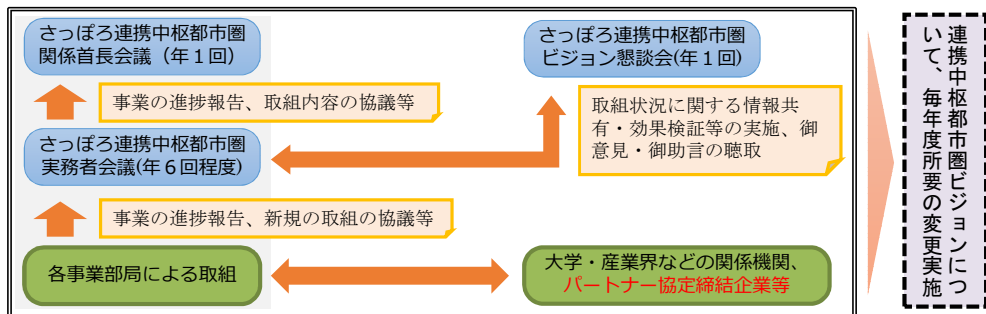 さっぽろ連携中枢都市圏
関係首長会議（年１回）
さっぽろ連携中枢都市圏
ビジョン懇談会(年１回)
事業の進捗報告、取組内容の協議等
取組状況に関する情報共
有・効果検証等の実施、御
意見・御助言の聴取
さっぽろ連携中枢都市圏
実務者会議(年６回程度)
事業の進捗報告、新規の取組の協議等
各事業部局による取組
大学・産業界などの関係機関、
パートナー協定締結企業等
連携中枢都市圏ビジョンにつ
いて、毎年度所要の変更実施